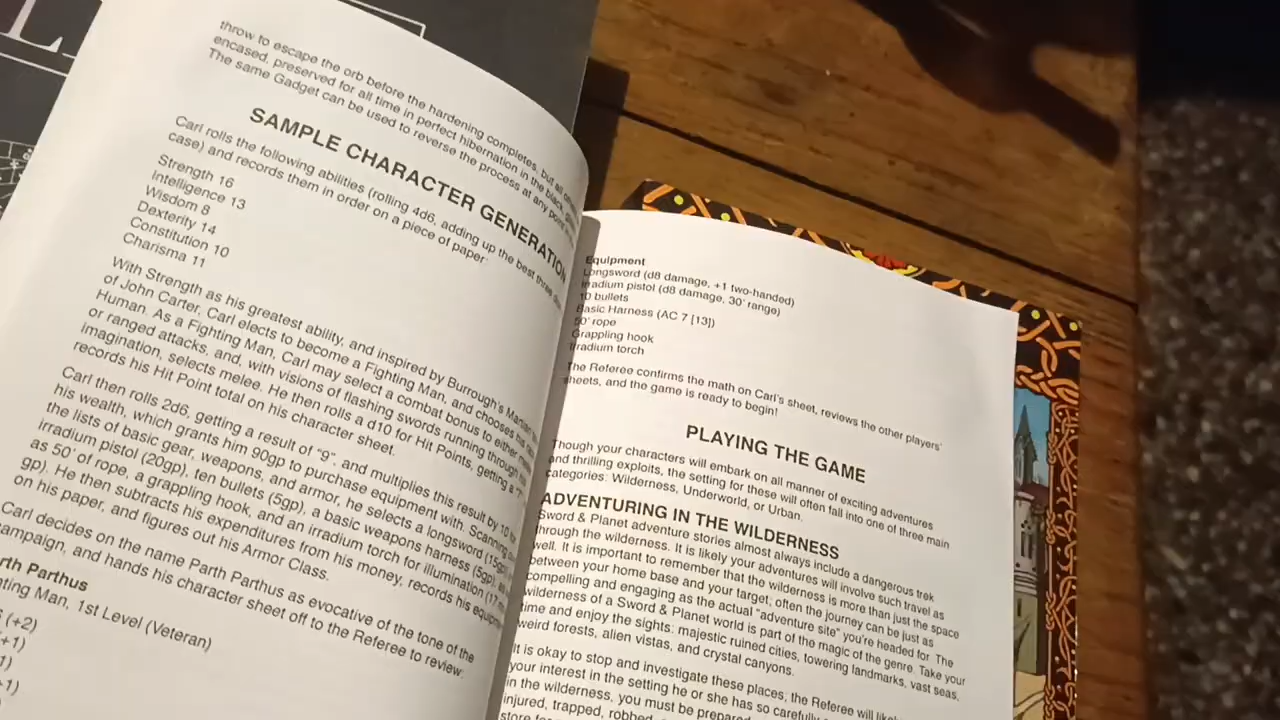 L
throw to escape the orb before the hardening completes, but all
encased, preserved for all time in perfect hibernation in the black,
The same Gadget can be used to reverse the process at any point
SAMPLE CHARACTER GENERATION
Carl rolls the following abilities (rolling 4d6, adding up the best three
case) and records them in order on a piece of paper:
Strength 16
Intelligence 13
Wisdom 8
Dexterity 14
Constitution 10
Charisma 11
With Strength as his greatest ability, and inspired by Burrough's
of John Carter, Carl elects to become a Fighting Man, and chooses his
Human. As a Fighting Man, Carl may select a combat bonus to either
or ranged attacks, and, with visions of flashing swords running through
imagination, selects melee. He then rolls a d10 for Hit Points, getting a
records his Hit Point total on his character sheet.
Carl then rolls 2d6, getting a result of "9", and multiplies this result by 10 for
his wealth, which grants him 90gp to purchase equipment with. Scanning
the lists of basic gear, weapons, and armor, he selects a longsword (15gp),
irradium pistol (20gp), ten bullets (5gp), a basic weapons harness (5gp),
as 50' of rope, a grappling hook, and an irradium torch for illumination (17
gp). He then subtracts his expenditures from his money, records his equipment
on his paper, and figures out his Armor Class.
Carl decides on the name Parth Parthus as evocative of the tone of the
ampaign, and hands his character sheet off to the Referee to review:
rth Parthus
ting Man, 1st Level (Veteran)
(+2)
+1)
1)
+1)
Equipment
Longsword (d8 damage, +1 two-handed)
Irradium pistol (d8 damage, 30' range)
10 bullets
Basic Harness (AC 7 [13])
50' rope
Grappling hook
Irradium torch
The Referee confirms the math on Carl's sheet, reviews the other players'
sheets, and the game is ready to begin!
PLAYING THE GAME
Though your characters will embark on all manner of exciting adventures
and thrilling exploits, the setting for these will often fall into one of three main
categories: Wilderness, Underworld, or Urban.
ADVENTURING IN THE WILDERNESS
Sword & Planet adventure stories almost always include a dangerous trek
through the wilderness. It is likely your adventures will involve such travel as
well. It is important to remember that the wilderness is more than just the space
between your home base and your target; often the journey can be just as
compelling and engaging as the actual "adventure site" you're headed for. The
wilderness of a Sword & Planet world is part of the magic of the genre. Take your
time and enjoy the sights: majestic ruined cities, towering landmarks, vast seas,
weird forests, alien vistas, and crystal canyons.
It is okay to stop and investigate these places; the Referee will
your interest in the setting he or she has so carefully
in the wilderness, you must be prepared
injured, trapped, robbed,
store